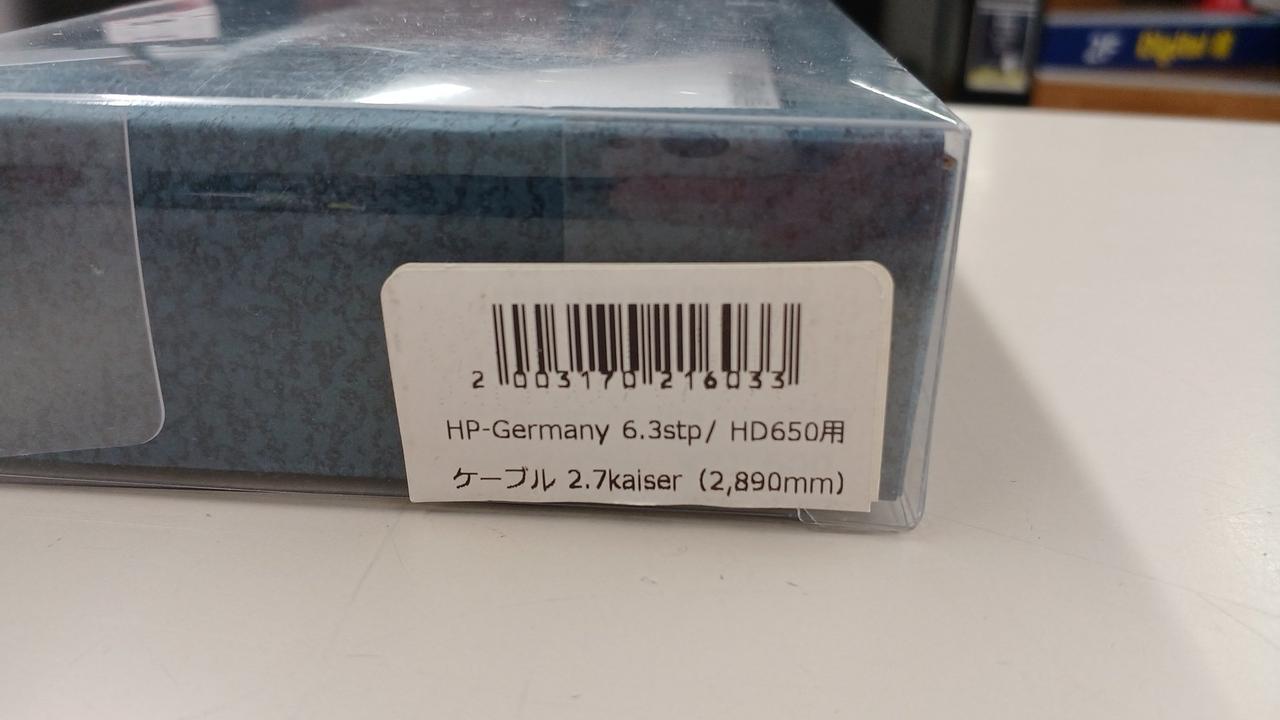 Digital
2 003170 216033
HP-Germany 6.3stp/ HD650用
ケーブル 2.7kaiser (2,890mm)